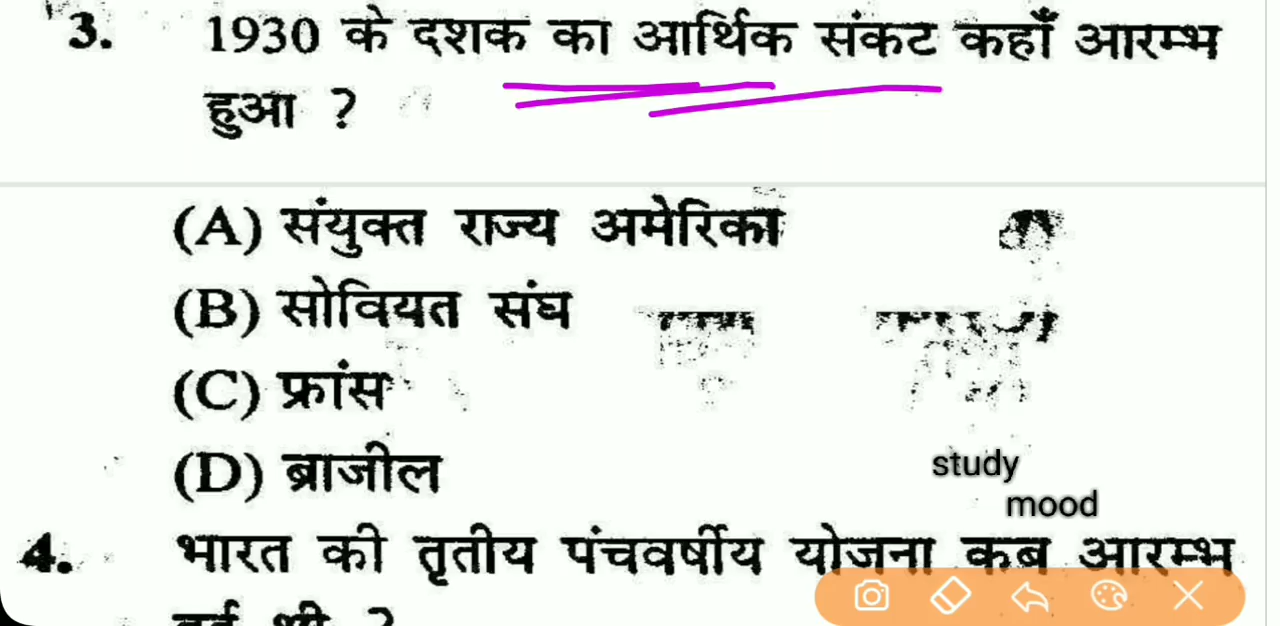 3. 1930 के दशक का आर्थिक संकट कहाँ आरम्भ
हुआ ?
(A) संयुक्त राज्य अमेरिका
(B) सोवियत संघ
(C) फ्रांस
(D) ब्राजील
study
mood
4. भारत की तृतीय पंचवर्षीय योजना कब आरम्भ